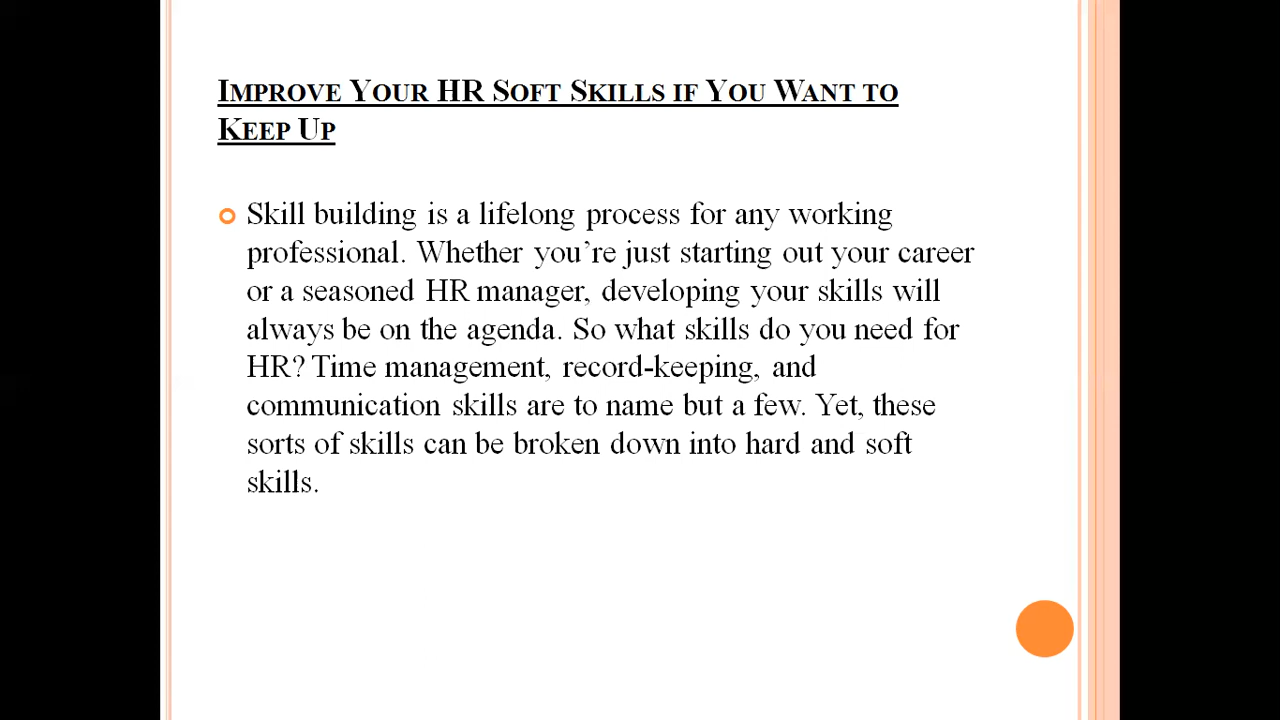 Improve Your HR Soft Skills if You Want to
Keep Up
Skill building is a lifelong process for any working
professional. Whether you’re just starting out your career
or a seasoned HR manager, developing your skills will
always be on the agenda. So what skills do you need for
HR? Time management, record-keeping, and
communication skills are to name but a few. Yet, these
sorts of skills can be broken down into hard and soft
skills.